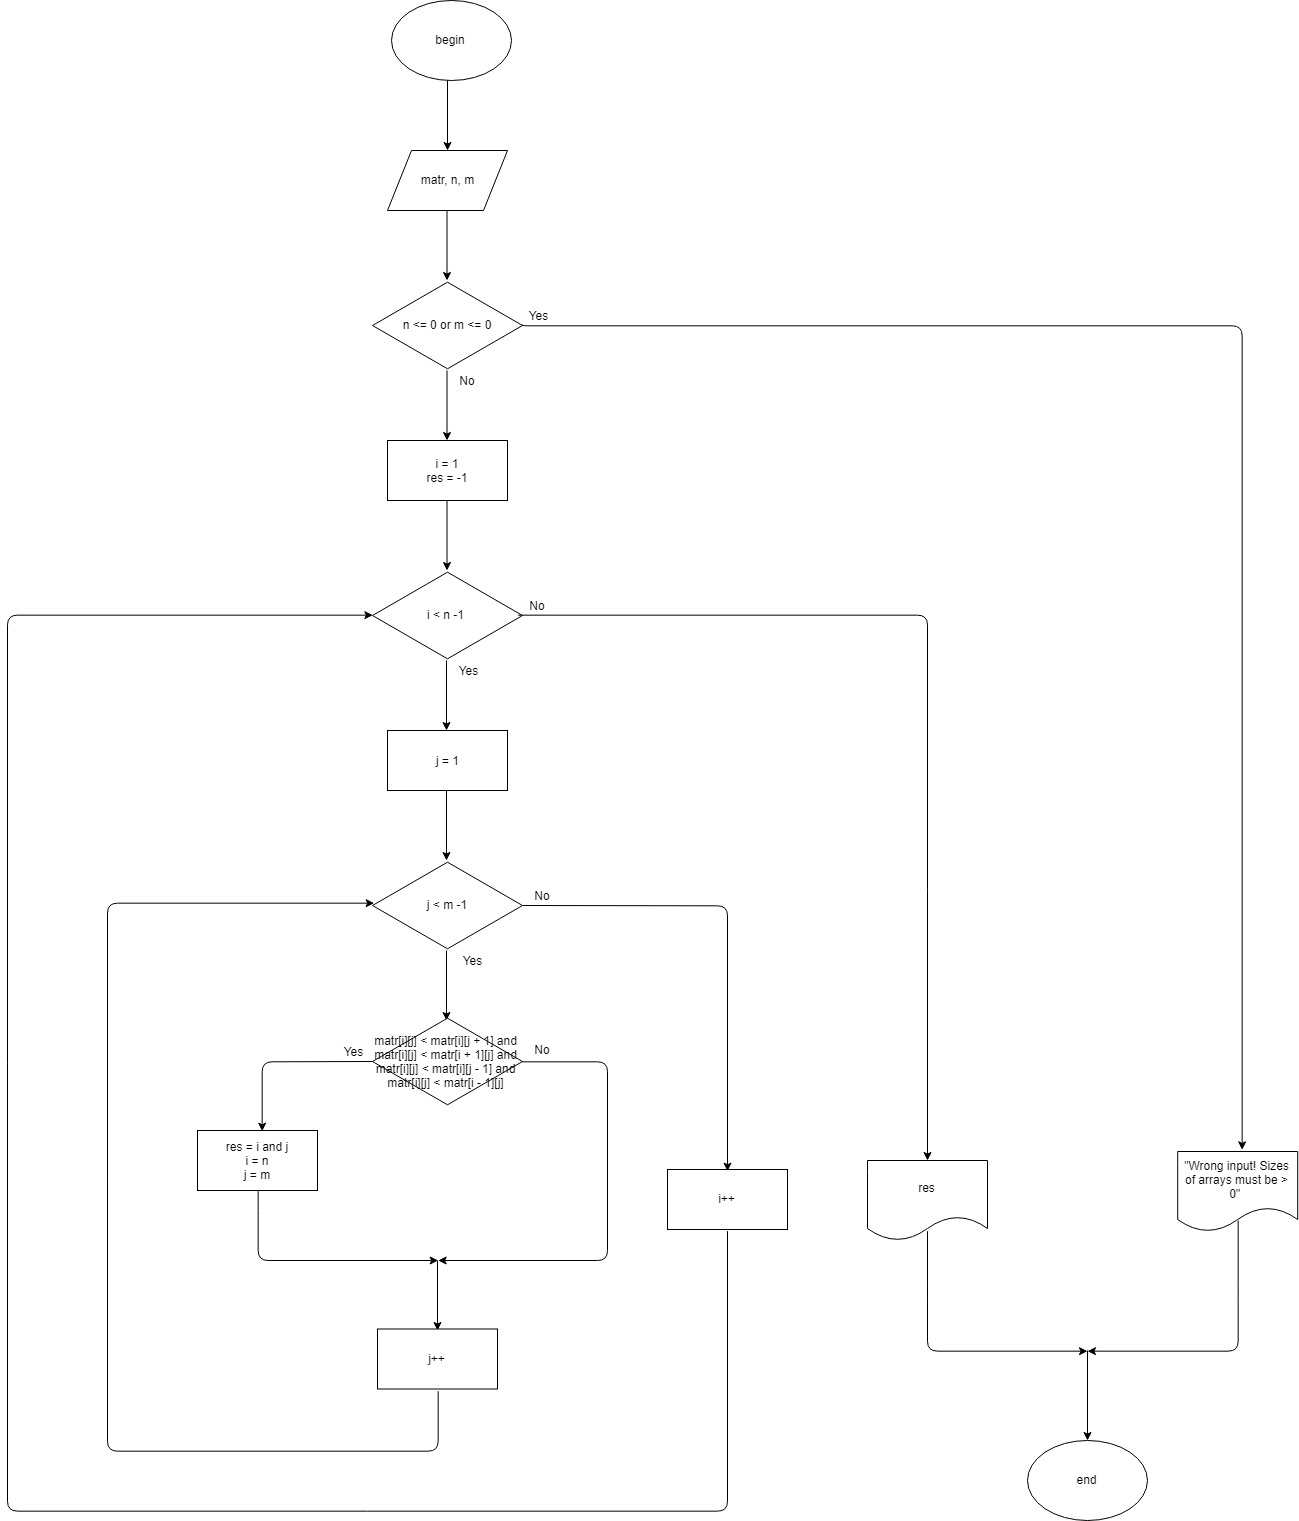 begin
matr, n, m
n <= 0 or m <= 0
Yes
No
i = 1
res = -1
i < n -1
No
Yes
j = 1
j < m -1
No
Yes
matr[i][j] < matr[i][j + 1] and
matr[i][j] < matr[i + 1][j] and
matr[i][j] < matr[i][j - 1] and
matr[i][j] < matr[i - 1][j]
Yes
No
res = i and j
i = n
j = m
i++
res
"Wrong input! Sizes
of arrays must be >
0"
j++
end